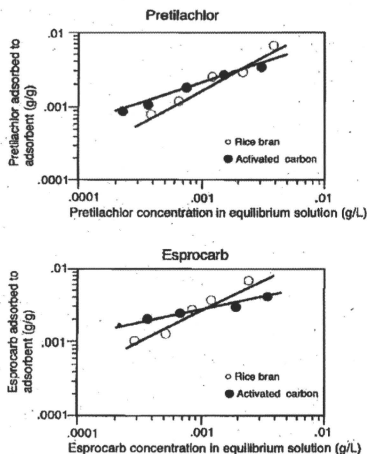 Pretilachlor
.01
.001
.0001
Pretilachlor adsorbed to
adsorbent (g/g)
○ Rice bran
● Activated carbon
.0001
.001
.01
Pretilachlor concentration in equilibrium solution (g/L)
Esprocarb
.01
.001
.0001
Esprocarb adsorbed to
adsorbent (g/g)
○ Rice bran
● Activated carbon
.0001
.001
.01
Esprocarb concentration in equilibrium solution (g/L)